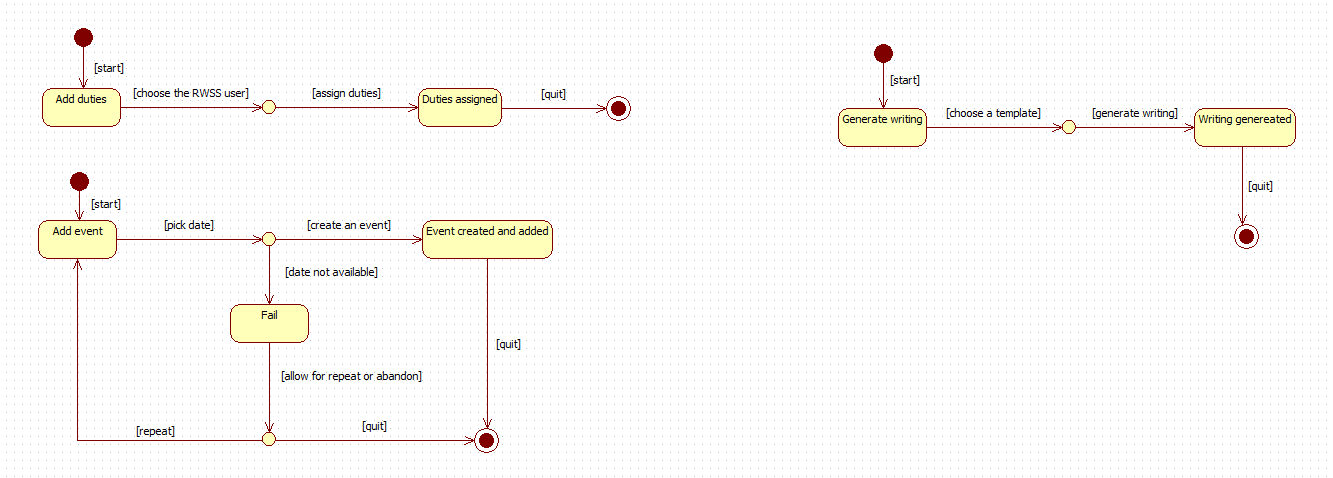 [start]
Add duties
[choose the RWSS user]
[assign duties]
Duties assigned
[quit]
[start]
Add event
[pick date]
[create an event]
Event created and added
[date not available]
Fail
[allow for repeat or abandon]
[repeat]
[quit]
[quit]
[start]
Generate writing
[choose a template]
[generate writing]
Writing genereated
[quit]